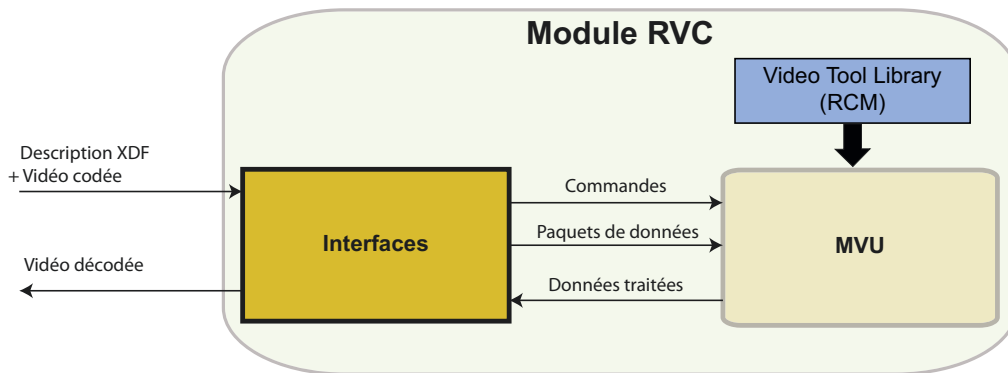 Module RVC
Video Tool Library
(RCM)
Description XDF
+ Vidéo codée
Commandes
Interfaces
Paquets de données
MVU
Vidéo décodée
Données traitées